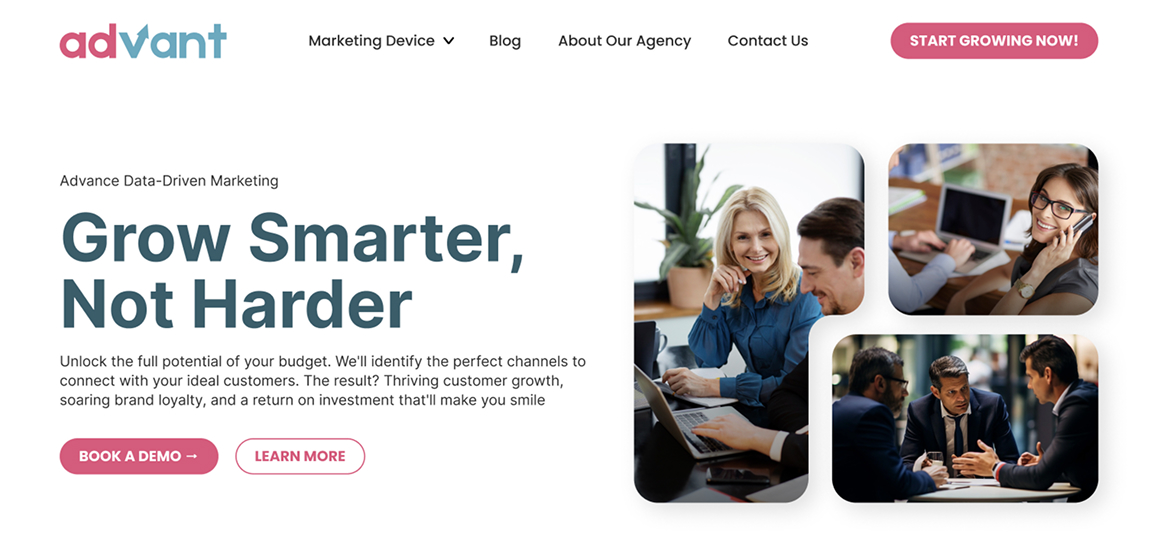 advant
Marketing Device
Blog
About Our Agency
Contact Us
START GROWING NOW!
Advance Data-Driven Marketing
Grow Smarter,
Not Harder
Unlock the full potential of your budget. We'll identify the perfect channels to
connect with your ideal customers. The result? Thriving customer growth,
soaring brand loyalty, and a return on investment that'll make you smile
BOOK A DEMO →
LEARN MORE